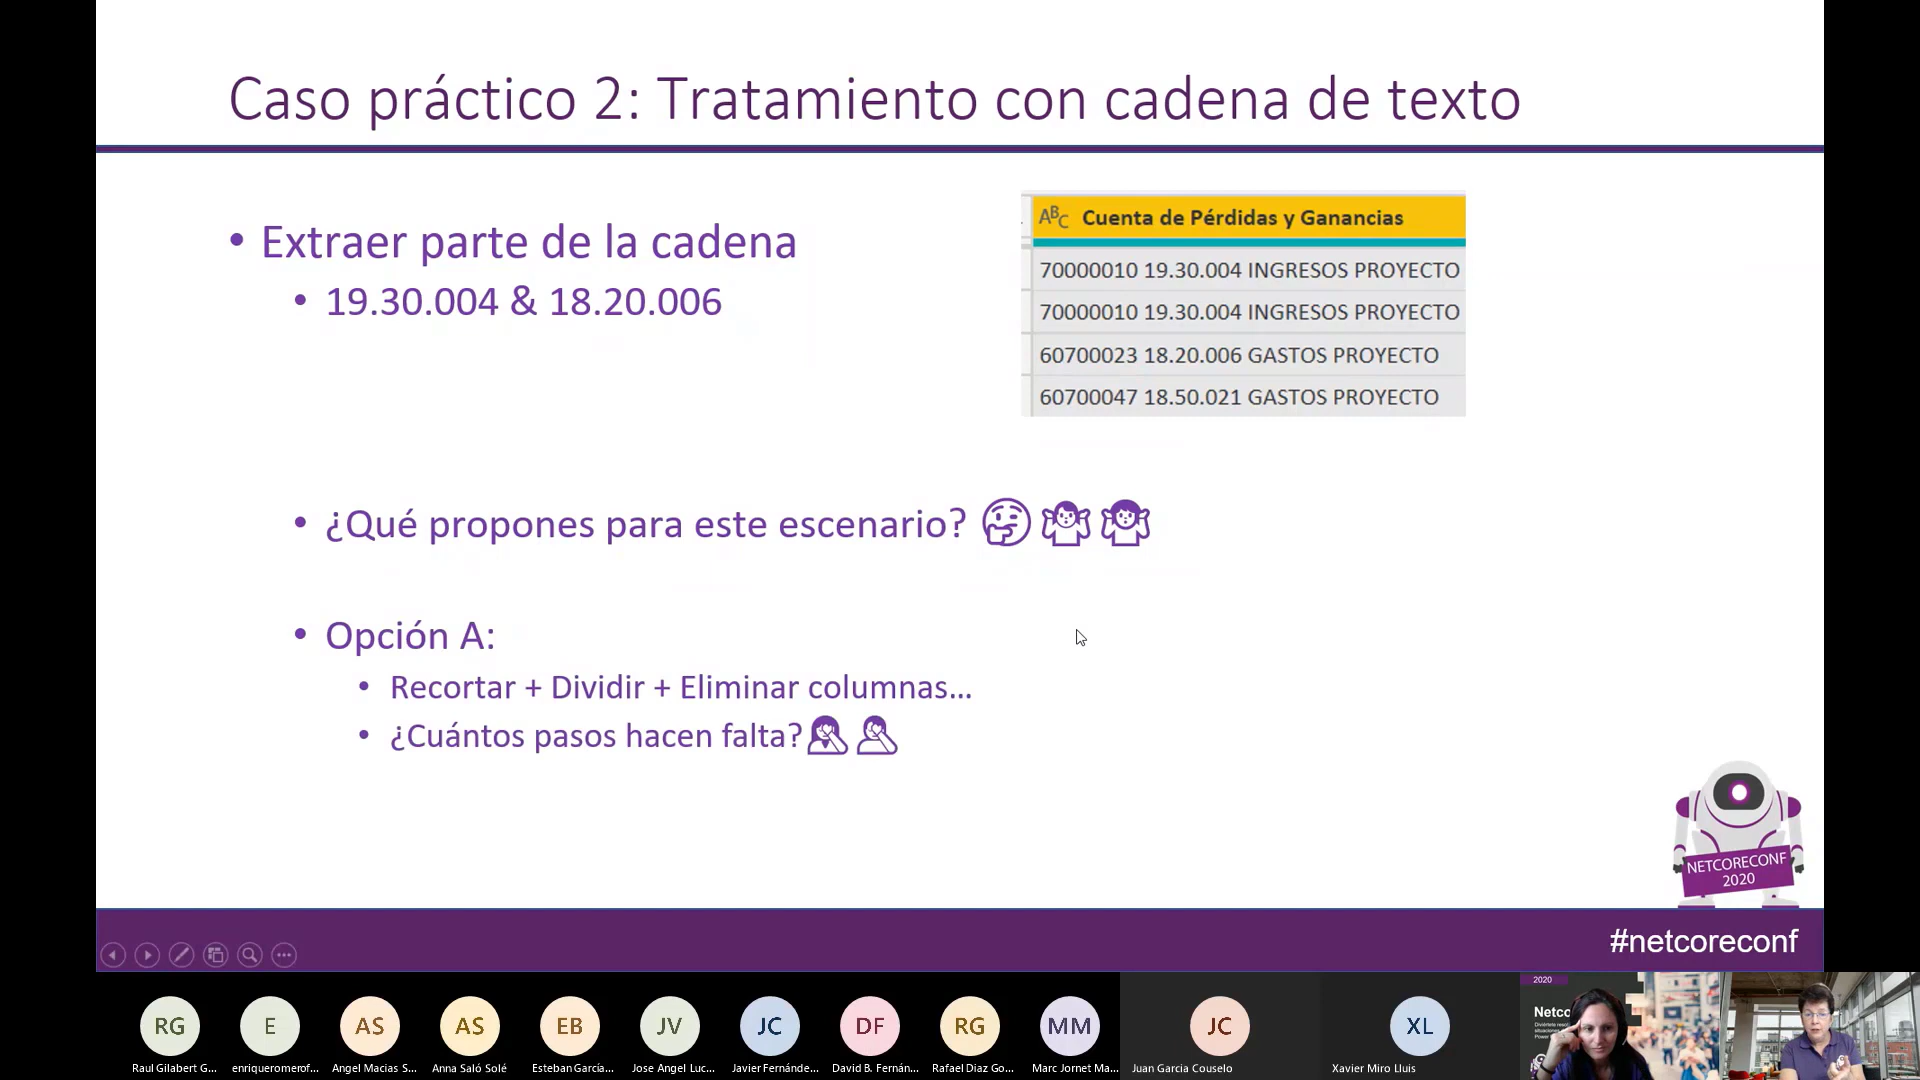 Caso práctico 2: Tratamiento con cadena de texto
• Extraer parte de la cadena
• 19.30.004 & 18.20.006
ABC Cuenta de Pérdidas y Ganancias
70000010 19.30.004 INGRESOS PROYECTO
70000010 19.30.004 INGRESOS PROYECTO
60700023 18.20.006 GASTOS PROYECTO
60700047 18.50.021 GASTOS PROYECTO
• ¿Qué propones para este escenario?
• Opción A:
• Recortar + Dividir + Eliminar columnas...
• ¿Cuántos pasos hacen falta?
NETCORECONF
2020
#netcoreconf
RG E AS AS EB JV JC DF RG MM JC XL
Raul Gilabert G... enriqueromerof... Angel Macias S... Anna Saló Solé Esteban García... Jose Angel Luc... Javier Fernánde... David B. Fernán... Rafael Diaz Go... Marc Jornet Ma... Juan Garcia Couselo Xavier Miro Lluis
2020
Netco